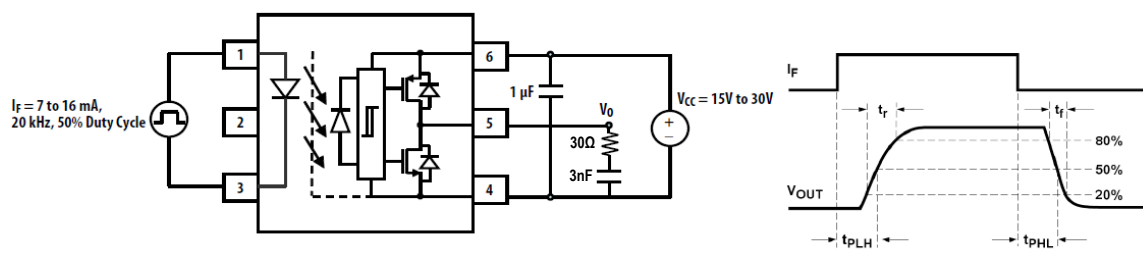 I_F = 7 to 16 mA,
20 kHz, 50% Duty Cycle
1
2
3
6
5
4
1 µF
V_O
30Ω
3nF
+
−
V_CC = 15V to 30V
I_F
t_r
t_f
80%
50%
20%
V_OUT
t_PLH
t_PHL